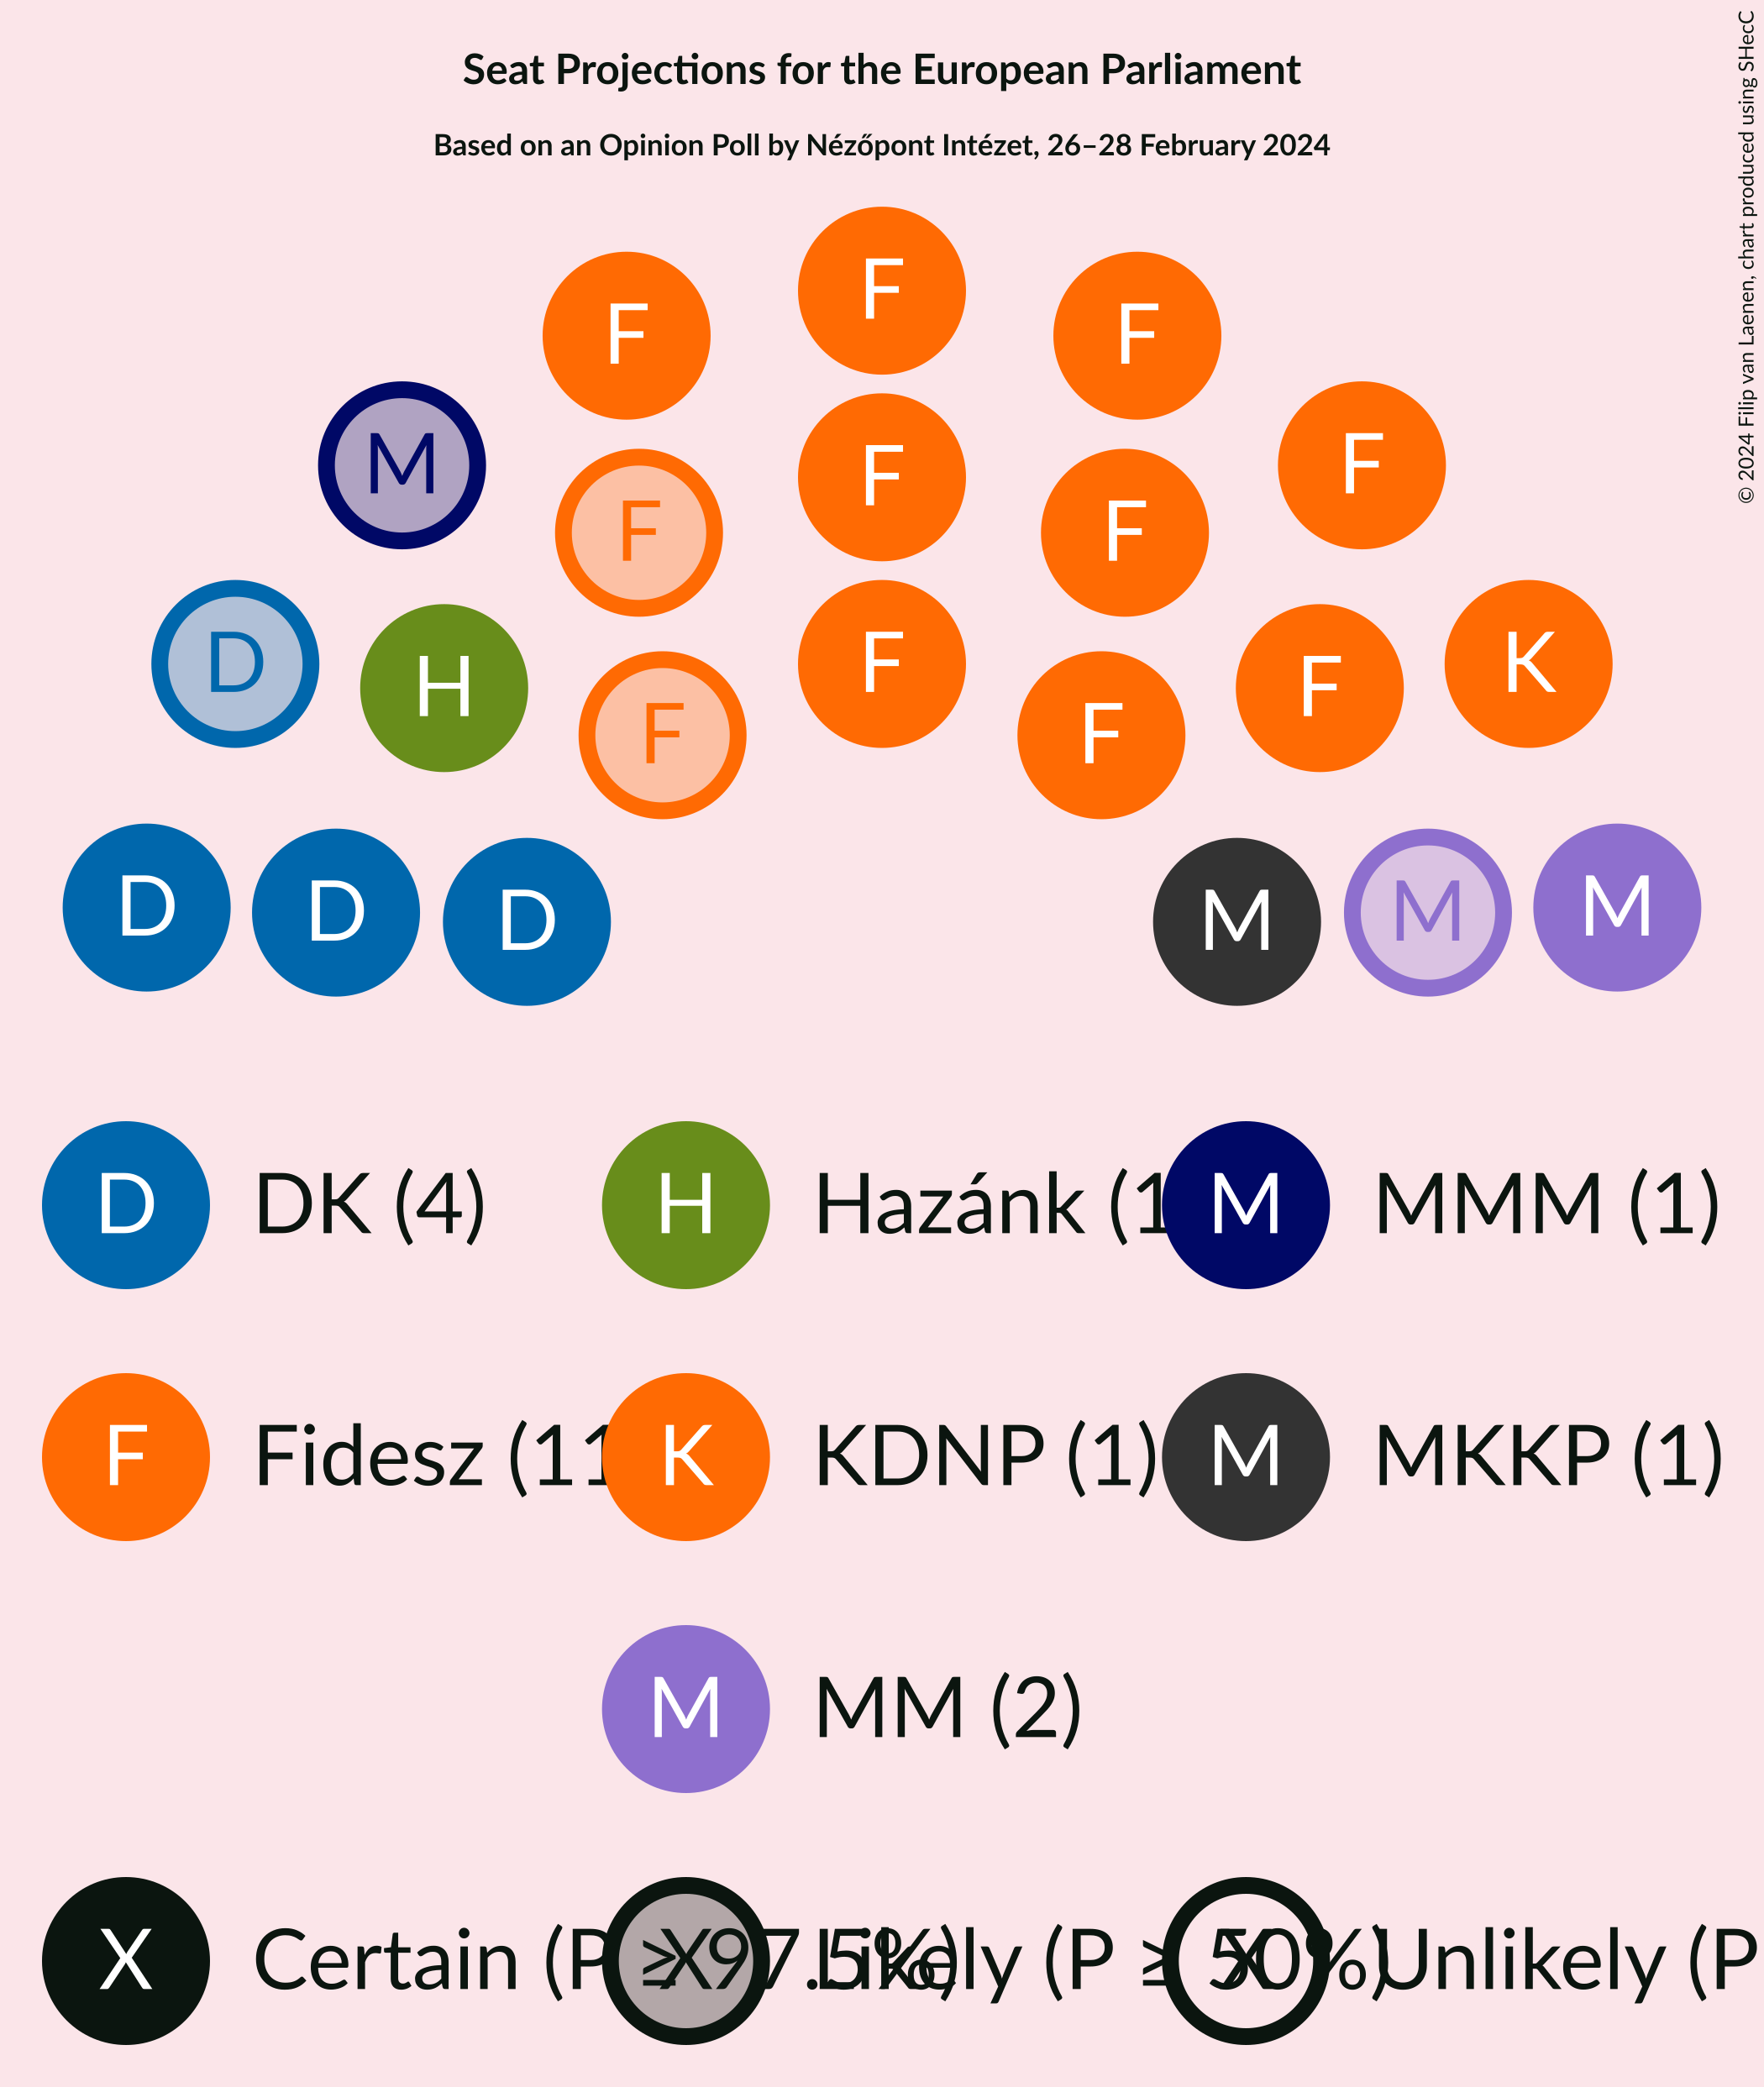 Seat Projections for the European Parliament
Based on an Opinion Poll by Nézőpont Intézet, 26–28 February 2024
© 2024 Filip van Laenen, chart produced using SHecC
F
F F
M F F
F F
D H F K
F F
F F
D D D M M M
D DK (4) H Hazánk (1 M MMM (1)
F Fidesz (11 K KDNP (1) M MKKP (1)
M MM (2)
X Certain (P ≥ 97.5%) X Likely (P ≥ 50%) X Unlikely (P